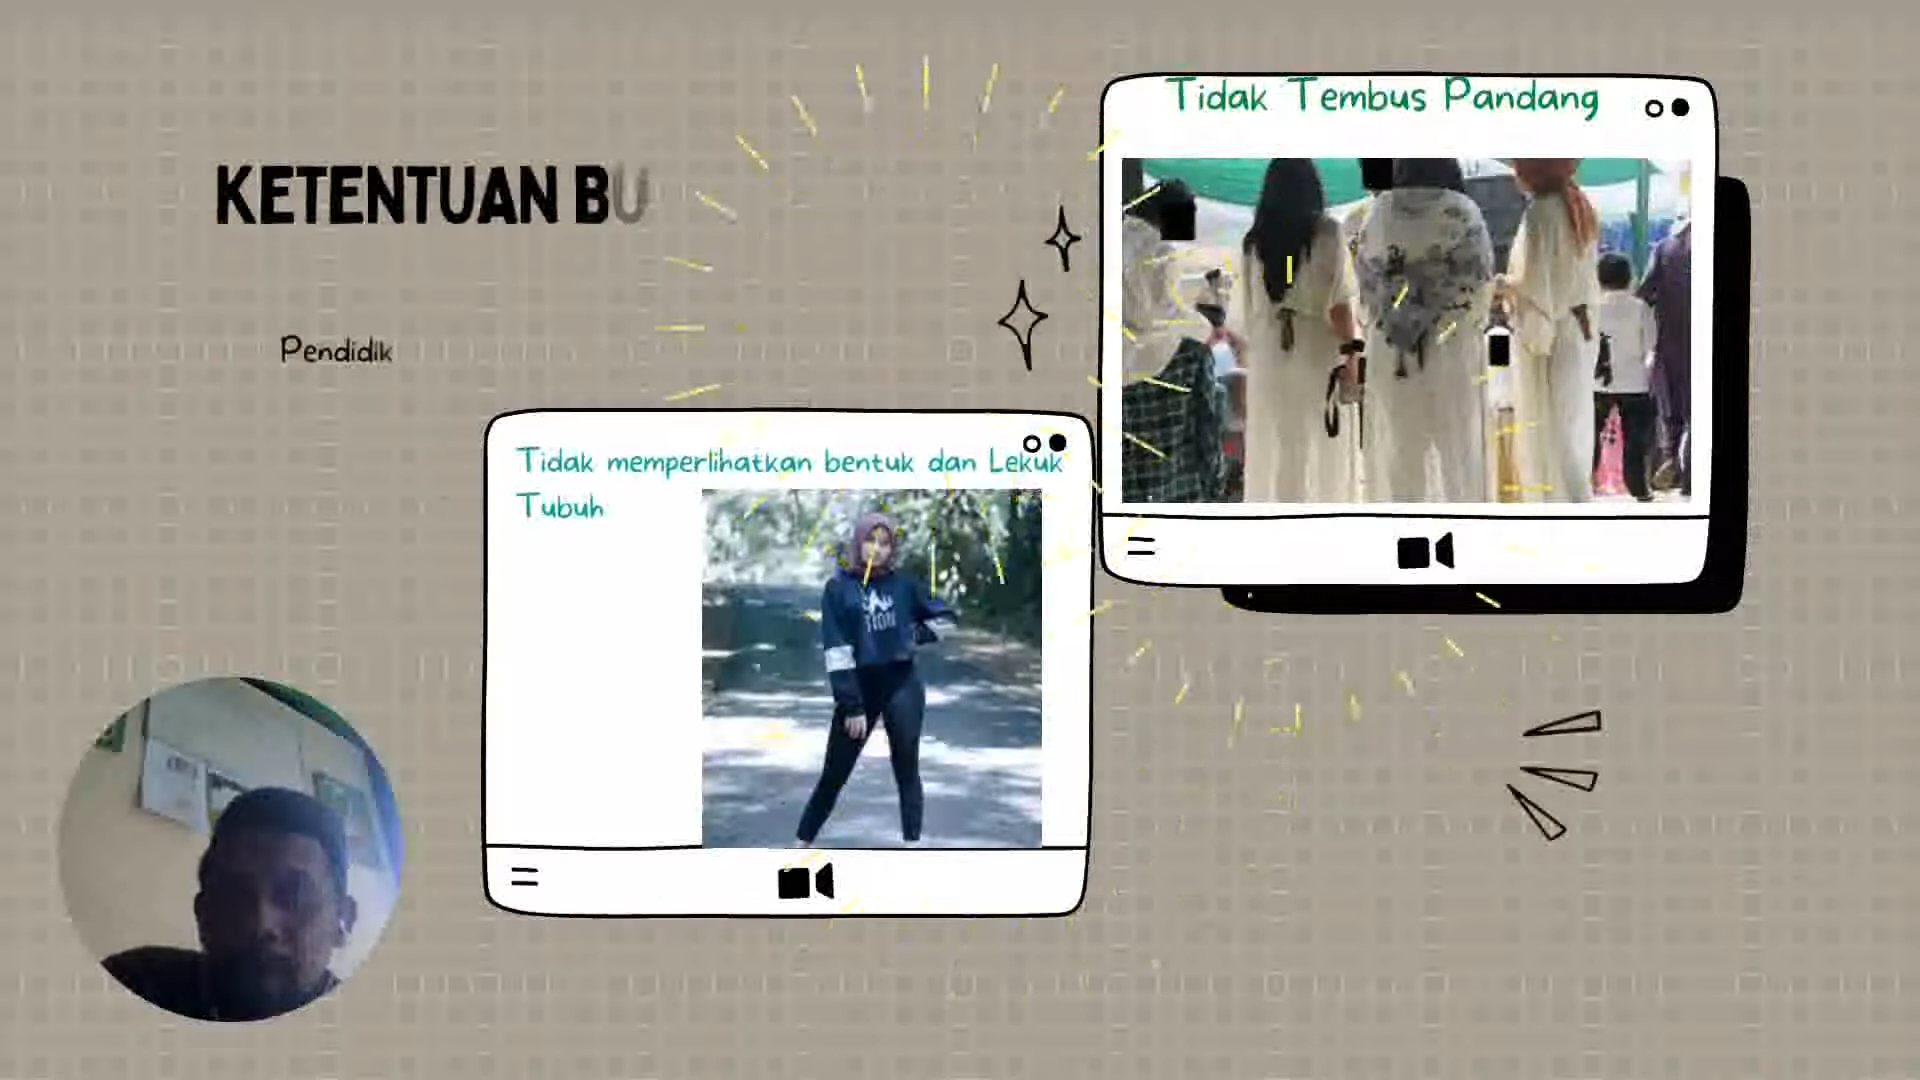 KETENTUAN BU
Pendidik
Tidak Tembus Pandang
Tidak memperlihatkan bentuk dan Lekuk
Tubuh